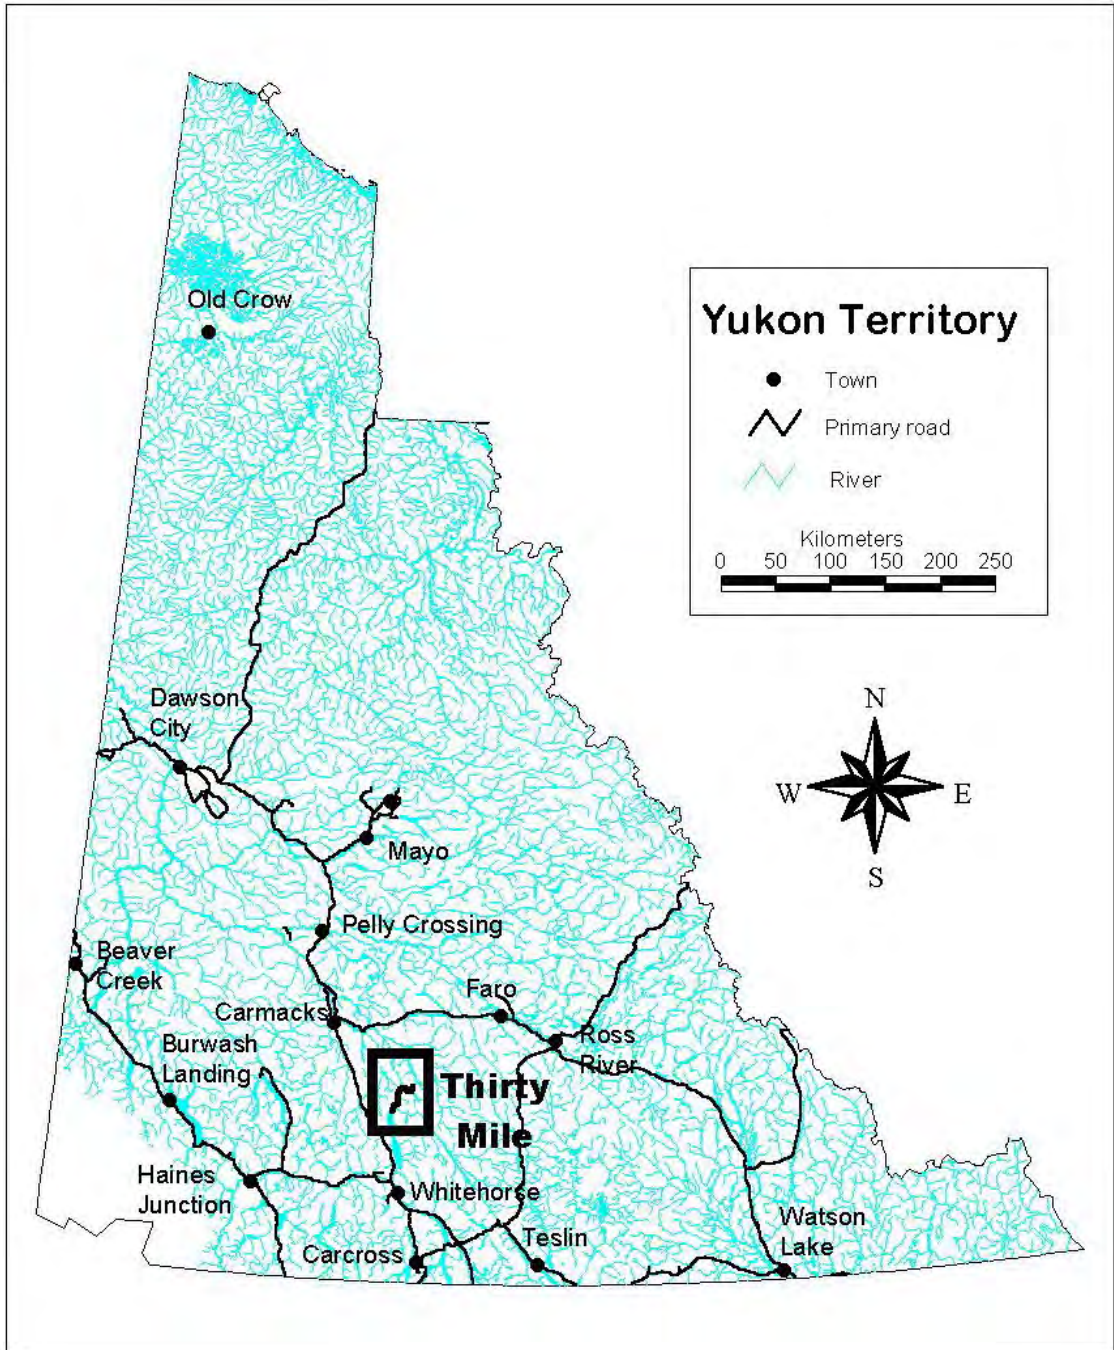 Old Crow
Yukon Territory
Town
Primary road
River
Kilometers
0 50 100 150 200 250
Dawson
City
N
W E
S
Mayo
Pelly Crossing
Beaver
Creek
Faro
Carmacks
Ross
River
Burwash
Landing
Thirty
Mile
Haines
Junction
Whitehorse
Watson
Lake
Teslin
Carcross